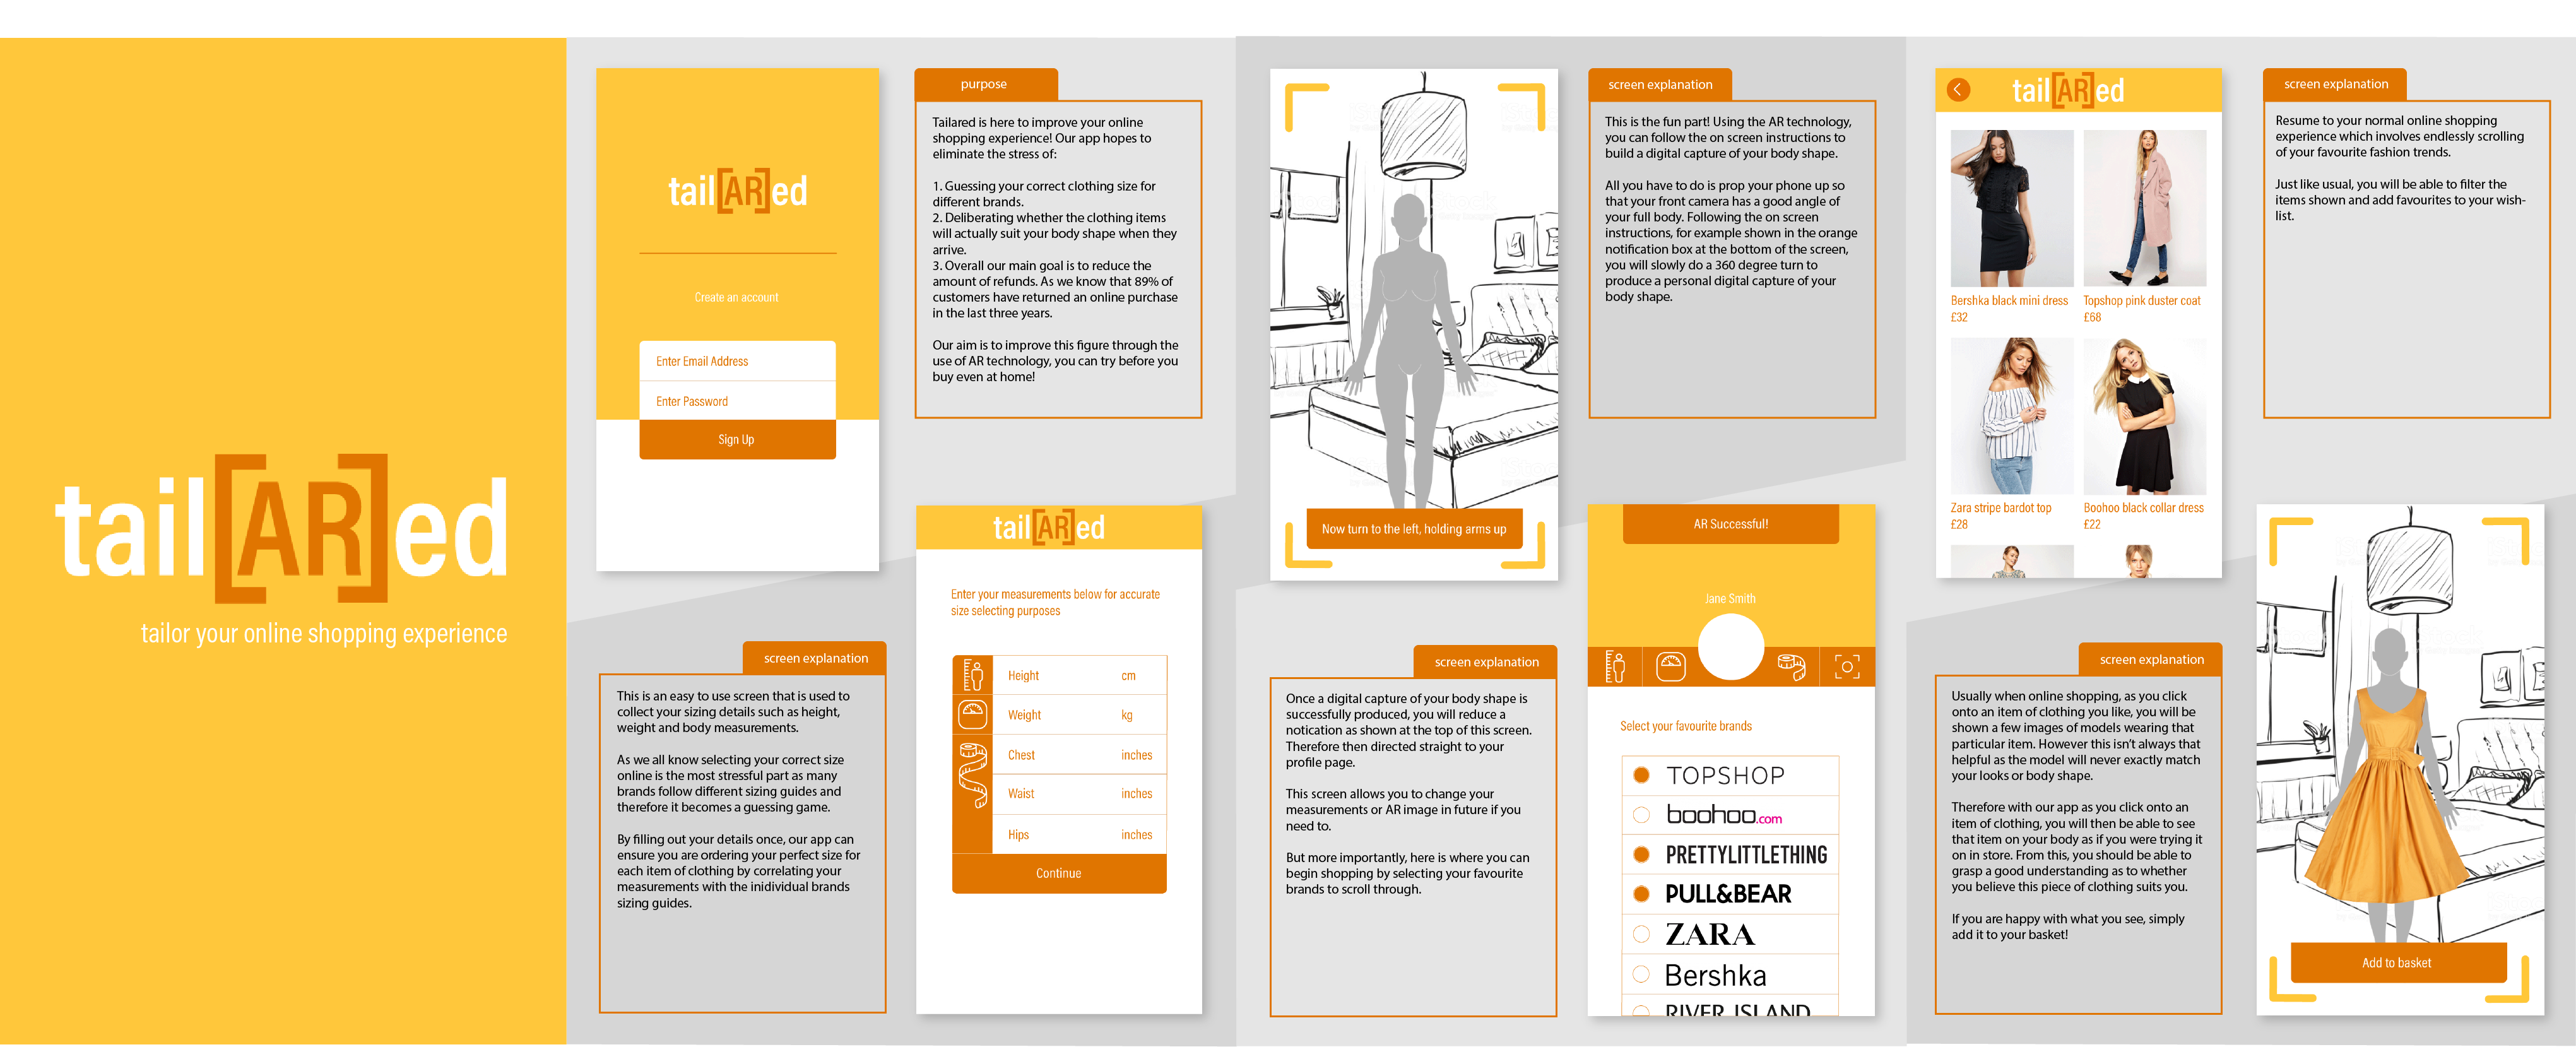 tail[AR]ed
tailor your online shopping experience
tail[AR]ed
Create an account
Enter Email Address
Enter Password
Sign Up
purpose
Tailared is here to improve your online
shopping experience! Our app hopes to
eliminate the stress of:
1. Guessing your correct clothing size for
different brands.
2. Deliberating whether the clothing items
will actually suit your body shape when they
arrive.
3. Overall our main goal is to reduce the
amount of refunds. As we know that 89% of
customers have returned an online purchase
in the last three years.
Our aim is to improve this figure through the
use of AR technology, you can try before you
buy even at home!
screen explanation
This is an easy to use screen that is used to
collect your sizing details such as height,
weight and body measurements.
As we all know selecting your correct size
online is the most stressful part as many
brands follow different sizing guides and
therefore it becomes a guessing game.
By filling out your details once, our app can
ensure you are ordering your perfect size for
each item of clothing by correlating your
measurements with the inidividual brands
sizing guides.
tail[AR]ed
Enter your measurements below for accurate
size selecting purposes
Height cm
Weight kg
Chest inches
Waist inches
Hips inches
Continue
Now turn to the left, holding arms up
screen explanation
This is the fun part! Using the AR technology,
you can follow the on screen instructions to
build a digital capture of your body shape.
All you have to do is prop your phone up so
that your front camera has a good angle of
your full body. Following the on screen
instructions, for example shown in the orange
notification box at the bottom of the screen,
you will slowly do a 360 degree turn to
produce a personal digital capture of your
body shape.
screen explanation
Once a digital capture of your body shape is
successfully produced, you will reduce a
notication as shown at the top of this screen.
Therefore then directed straight to your
profile page.
This screen allows you to change your
measurements or AR image in future if you
need to.
But more importantly, here is where you can
begin shopping by selecting your favourite
brands to scroll through.
AR Successful!
Jane Smith
Select your favourite brands
TOPSHOP
boohoo.com
PRETTYLITTLETHING
PULL&BEAR
ZARA
Bershka
RIVER ISLAND
tail[AR]ed
Bershka black mini dress
£32
Topshop pink duster coat
£68
Zara stripe bardot top
£28
Boohoo black collar dress
£22
screen explanation
Resume to your normal online shopping
experience which involves endlessly scrolling
of your favourite fashion trends.
Just like usual, you will be able to filter the
items shown and add favourites to your wish-
list.
screen explanation
Usually when online shopping, as you click
onto an item of clothing you like, you will be
shown a few images of models wearing that
particular item. However this isn't always that
helpful as the model will never exactly match
your looks or body shape.
Therefore with our app as you click onto an
item of clothing, you will then be able to see
that item on your body as if you were trying it
on in store. From this, you should be able to
grasp a good understanding as to whether
you believe this piece of clothing suits you.
If you are happy with what you see, simply
add it to your basket!
Add to basket